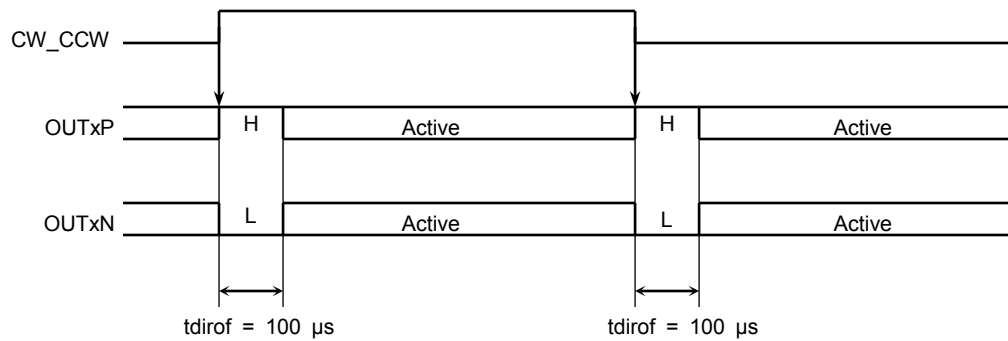 CW_CCW
OUTxP H Active H Active
OUTxN L Active L Active
tdirof = 100 µs tdirof = 100 µs